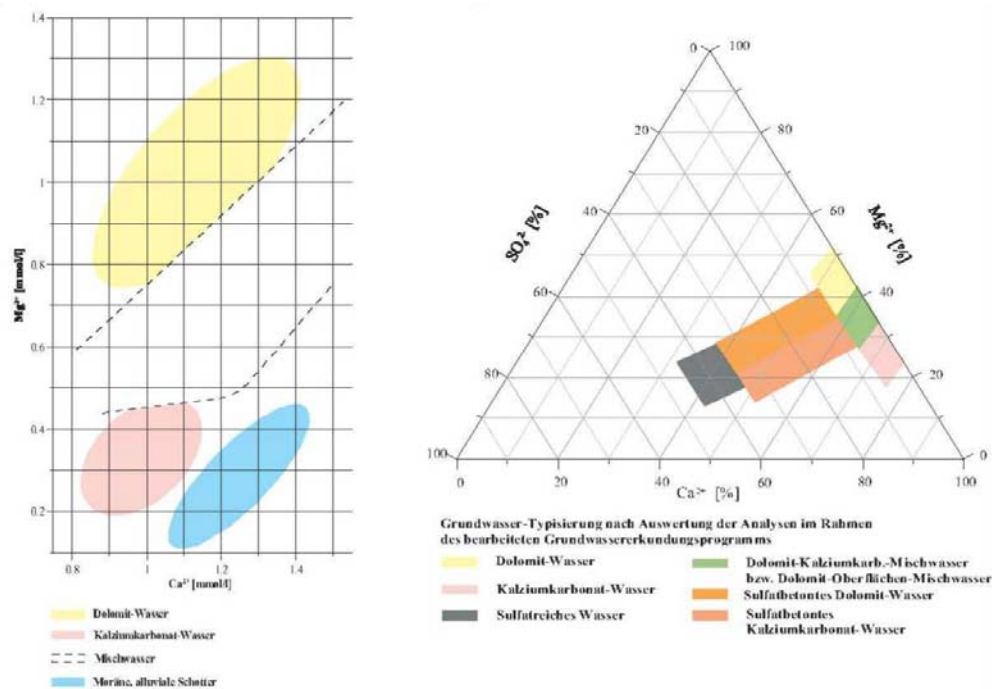 1.4
1.2
1
0.8
0.6
0.4
0.2
Mg²⁺ [mmol/l]
0.8
1
1.2
1.4
Ca²⁺ [mmol/l]
Dolomit-Wasser
Kalziumkarbonat-Wasser
Mischwasser
Moräne, alluviale Schotter
0
100
20
80
40
60
SO₄²⁻ [%]
Mg²⁺ [%]
60
40
80
20
100
0
0
20
40
60
80
100
Ca²⁺ [%]
Grundwasser-Typisierung nach Auswertung der Analysen im Rahmen
des bearbeiteten Grundwassererkundungsprogramms
Dolomit-Wasser
Kalziumkarbonat-Wasser
Sulfatreiches Wasser
Dolomit-Kalziumkarb.-Mischwasser
bzw. Dolomit-Oberflächen-Mischwasser
Sulfatbetontes Dolomit-Wasser
Sulfatbetontes
Kalziumkarbonat-Wasser